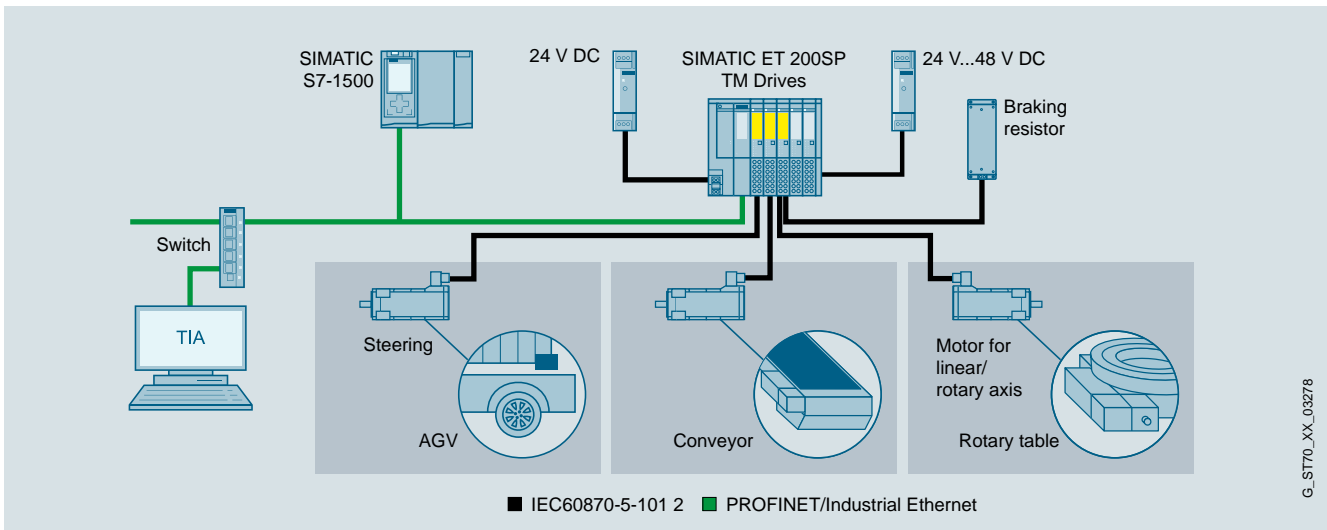 SIMATIC
S7-1500
24 V DC
SIMATIC ET 200SP
TM Drives
24 V...48 V DC
Braking
resistor
Switch
TIA
Steering
AGV
Conveyor
Motor for
linear/
rotary axis
Rotary table
IEC60870-5-101 2
PROFINET/Industrial Ethernet
G_ST70_XX_03278